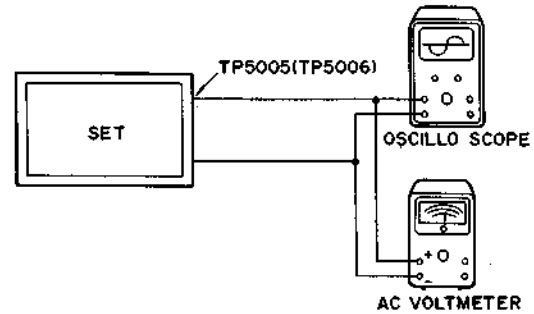 TP5005(TP5006)
SET
OSCILLO SCOPE
+
-
AC VOLTMETER